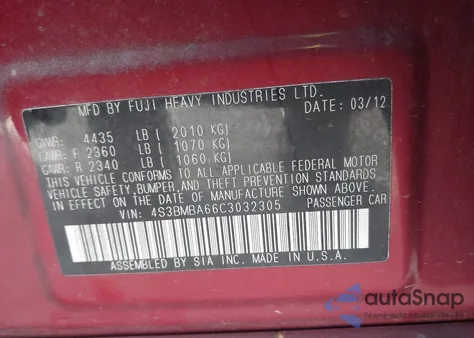 MFD BY FUJI HEAVY INDUSTRIES LTD.
DATE: 03/12
GVWR: 4435 LB ( 2010 KG)
GAWR: F 2360 LB ( 1070 KG)
GAWR: R 2340 LB ( 1060 KG)
THIS VEHICLE CONFORMS TO ALL APPLICABLE FEDERAL MOTOR
VEHICLE SAFETY,BUMPER,AND THEFT PREVENTION STANDARDS
IN EFFECT ON THE DATE OF MANUFACTURE SHOWN ABOVE.
VIN: 4S3BMBA66C3032305 PASSENGER CAR
ASSEMBLED BY SIA INC. MADE IN U.S.A.
autoSnap